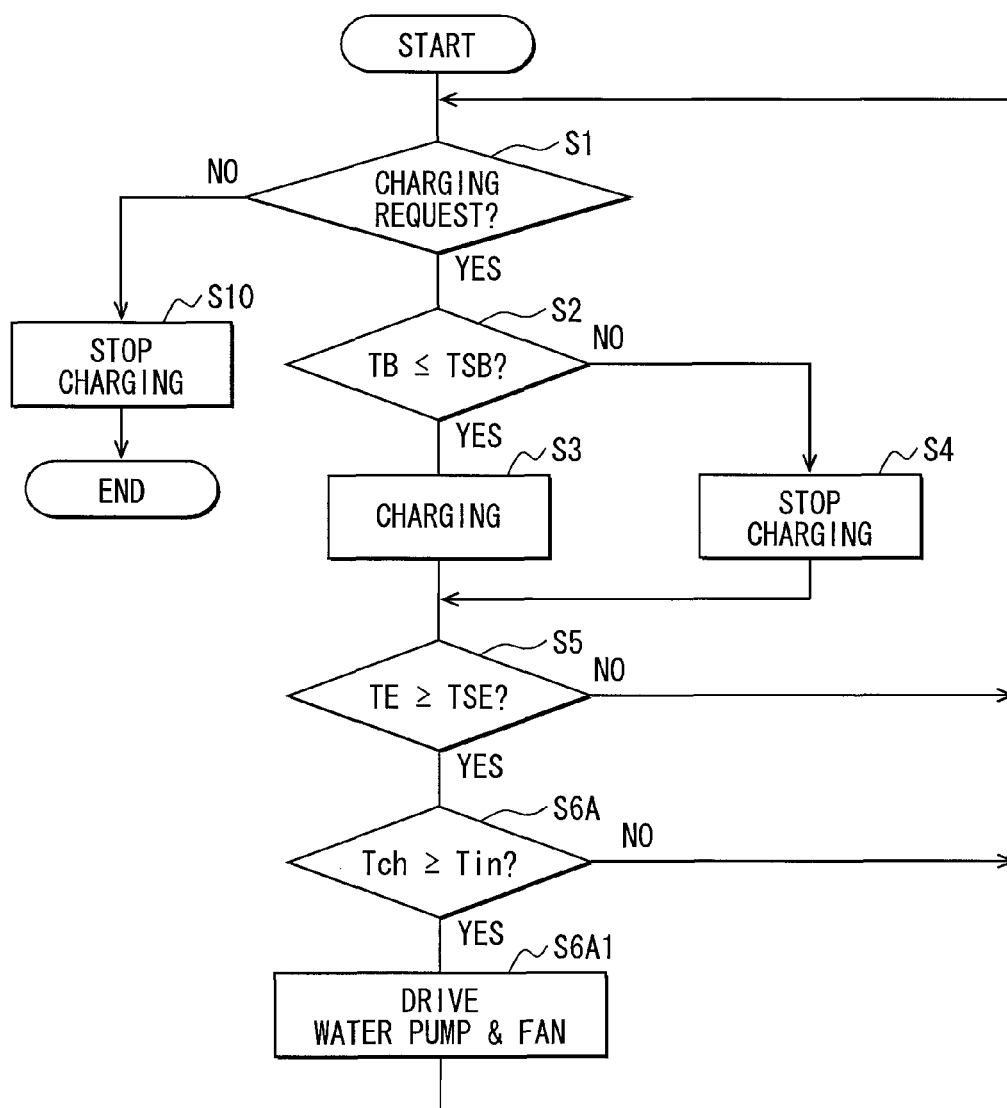 START
S1
NO
CHARGING
REQUEST?
YES
S10
STOP
CHARGING
END
S2
NO
TB ≤ TSB?
YES
S3
CHARGING
S4
STOP
CHARGING
S5
NO
TE ≥ TSE?
YES
S6A
NO
Tch ≥ Tin?
YES
S6A1
DRIVE
WATER PUMP & FAN